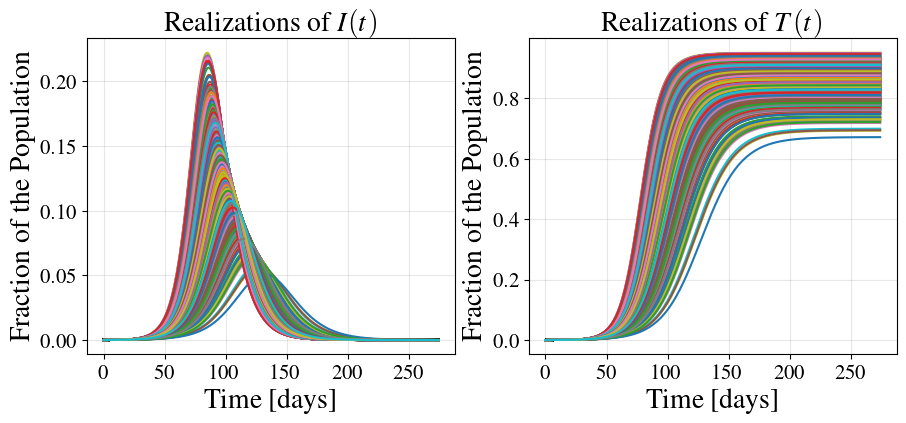 Realizations of I(t)
Fraction of the Population
0.20
0.15
0.10
0.05
0.00
0 50 100 150 200 250
Time [days]
Realizations of T(t)
Fraction of the Population
0.8
0.6
0.4
0.2
0.0
0 50 100 150 200 250
Time [days]